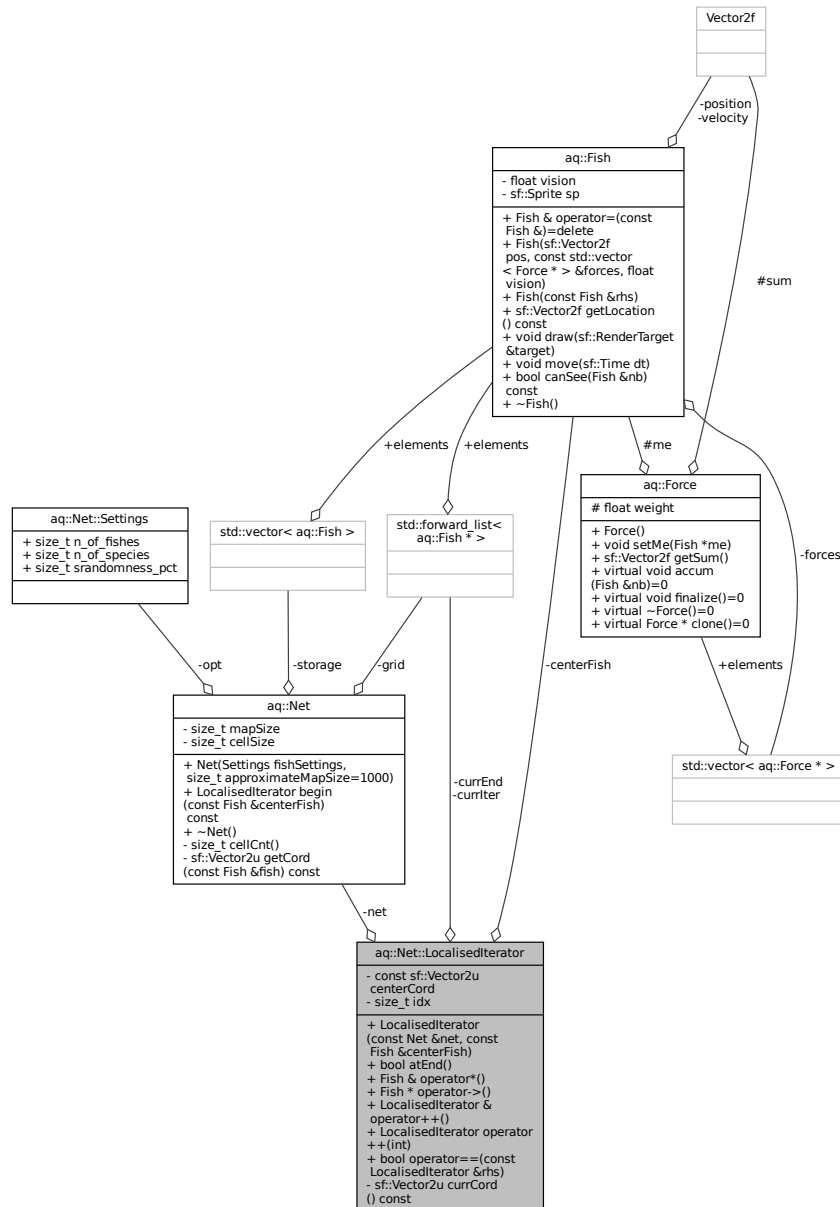 Vector2f
-position
-velocity
#sum
aq::Fish
- float vision
- sf::Sprite sp
+ Fish & operator=(const
Fish &)=delete
+ Fish(sf::Vector2f
pos, const std::vector
< Force * > &forces, float
vision)
+ Fish(const Fish &rhs)
+ sf::Vector2f getLocation
() const
+ void draw(sf::RenderTarget
&target)
+ void move(sf::Time dt)
+ bool canSee(Fish &nb)
const
+ ~Fish()
+elements
+elements
#me
aq::Force
# float weight
+ Force()
+ void setMe(Fish *me)
+ sf::Vector2f getSum()
+ virtual void accum
(Fish &nb)=0
+ virtual void finalize()=0
+ virtual ~Force()=0
+ virtual Force * clone()=0
-forces
aq::Net::Settings
+ size_t n_of_fishes
+ size_t n_of_species
+ size_t srandomness_pct
std::vector< aq::Fish >
std::forward_list<
aq::Fish * >
-opt
-storage
-grid
-centerFish
+elements
aq::Net
- size_t mapSize
- size_t cellSize
+ Net(Settings fishSettings,
size_t approximateMapSize=1000)
+ LocalisedIterator begin
(const Fish &centerFish)
const
+ ~Net()
- size_t cellCnt()
- sf::Vector2u getCord
(const Fish &fish) const
-currEnd
-currIter
std::vector< aq::Force * >
-net
aq::Net::LocalisedIterator
- const sf::Vector2u
centerCord
- size_t idx
+ LocalisedIterator
(const Net &net, const
Fish &centerFish)
+ bool atEnd()
+ Fish & operator*()
+ Fish * operator->()
+ LocalisedIterator &
operator++()
+ LocalisedIterator operator
++(int)
+ bool operator==(const
LocalisedIterator &rhs)
- sf::Vector2u currCord
() const